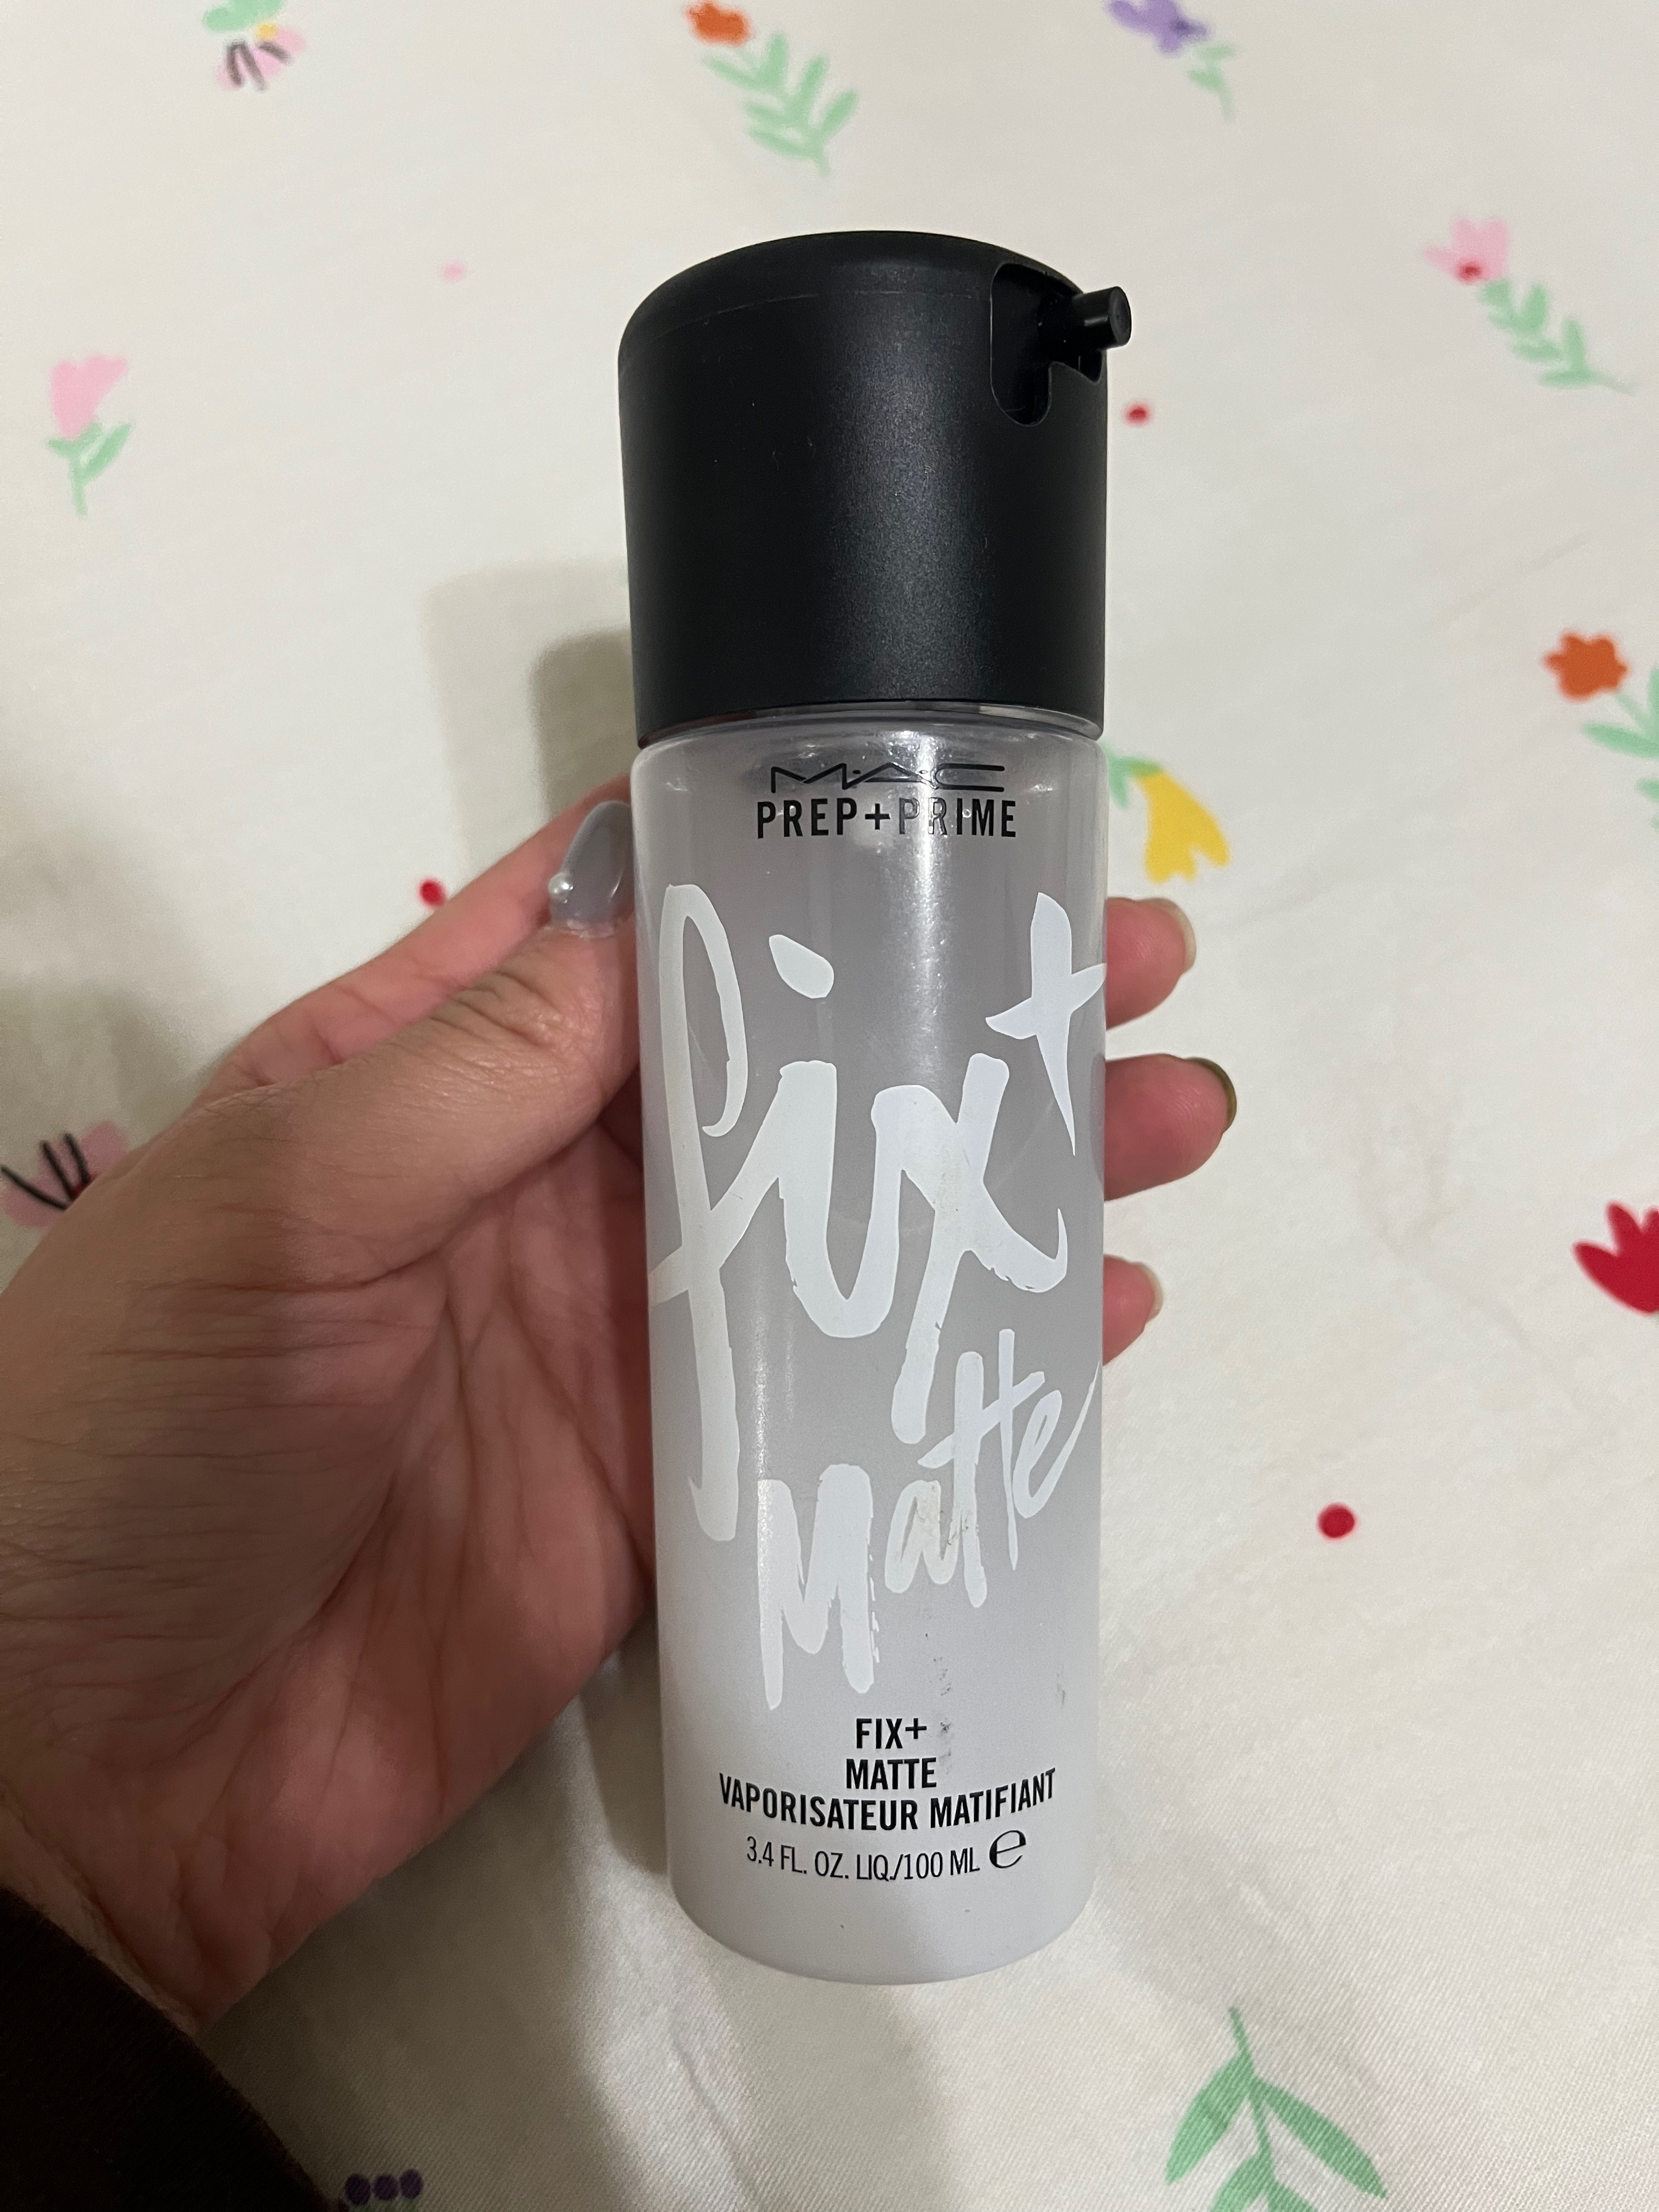 MAC
PREP+PRIME
fix+
Matte
FIX+
MATTE
VAPORISATEUR MATIFIANT
3.4 FL. OZ. LIQ./100 ML e